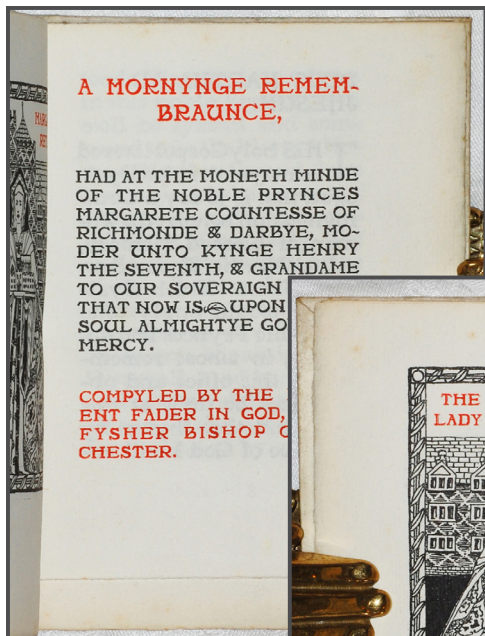 A MORNYNGE REMEM-
BRAUNCE,
HAD AT THE MONETH MINDE
OF THE NOBLE PRYNCES
MARGARETE COUNTESSE OF
RICHMONDE & DARBYE, MO-
DER UNTO KYNGE HENRY
THE SEVENTH, & GRANDAME
TO OUR SOVERAIGN
THAT NOW IS UPON
SOUL ALMIGHTYE
MERCY.
COMPYLED BY THE
ENT FADER IN GOD,
FYSHER BISHOP
CHESTER.
THE
LADY